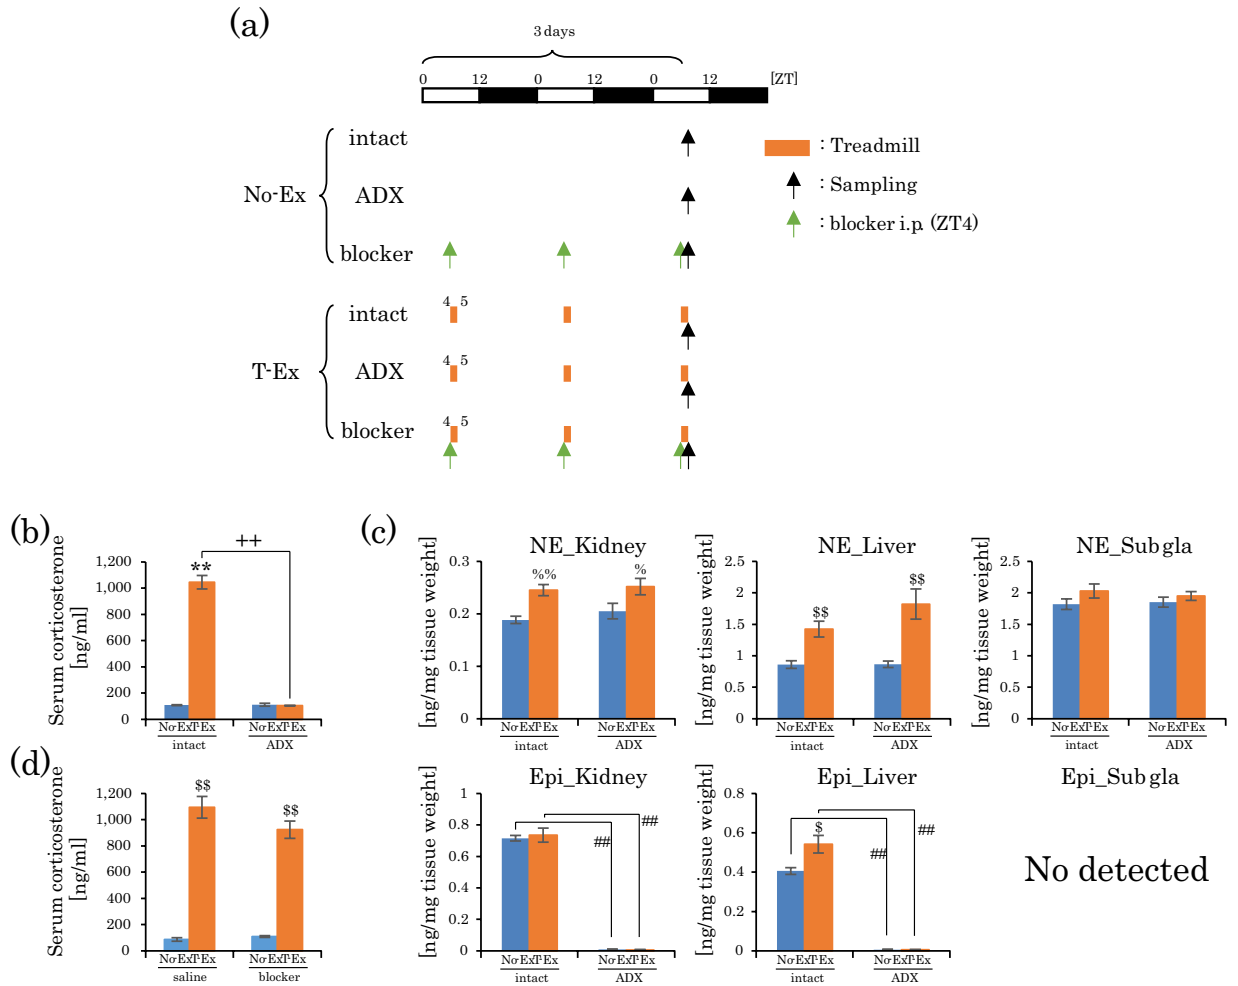 (a)
3 days
0 12 0 12 0 12 [ZT]
intact
No-Ex
ADX
blocker
: Treadmill
: Sampling
: blocker i.p. (ZT4)
4 5
intact
4 5
T-Ex
ADX
4 5
blocker
(b)
Serum corticosterone
[ng/ml]
1,200
1,000
800
600
400
200
0
**
++
No-Ex T-Ex No-Ex T-Ex
intact ADX
(c)
NE_Kidney
[ng/mg tissue weight]
0.3
0.2
0.1
0
%%
%
No-Ex T-Ex No-Ex T-Ex
intact ADX
NE_Liver
[ng/mg tissue weight]
2.5
2
1.5
1
0.5
0
$$
$$
No-Ex T-Ex No-Ex T-Ex
intact ADX
NE_Subgla
[ng/mg tissue weight]
2.5
2
1.5
1
0.5
0
No-Ex T-Ex No-Ex T-Ex
intact ADX
(d)
Serum corticosterone
[ng/ml]
1,200
1,000
800
600
400
200
0
$$
$$
No-Ex T-Ex No-Ex T-Ex
saline blocker
Epi_Kidney
[ng/mg tissue weight]
1
0.8
0.6
0.4
0.2
0
##
##
No-Ex T-Ex No-Ex T-Ex
intact ADX
Epi_Liver
[ng/mg tissue weight]
0.8
0.6
0.4
0.2
0
$
##
##
No-Ex T-Ex No-Ex T-Ex
intact ADX
Epi_Subgla
No detected